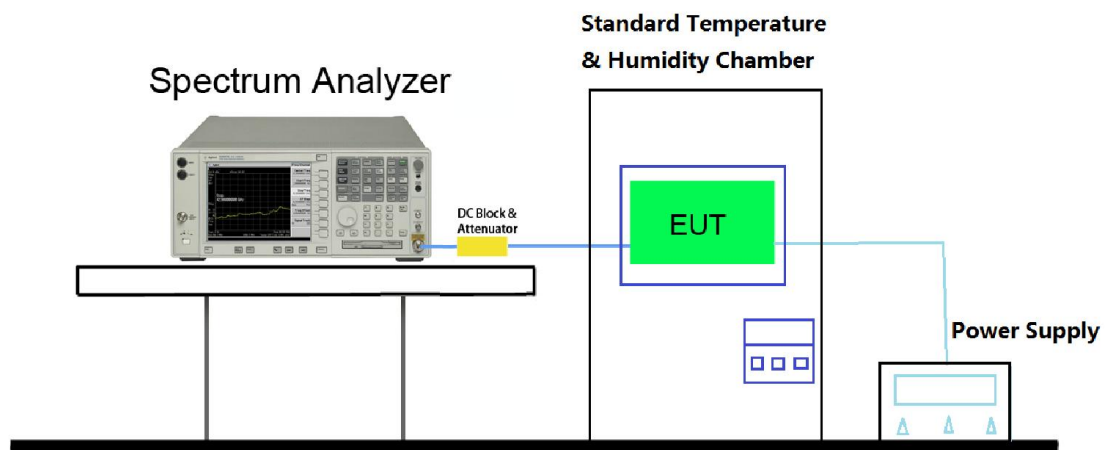 Standard Temperature
& Humidity Chamber
Spectrum Analyzer
DC Block &
Attenuator
EUT
Power Supply